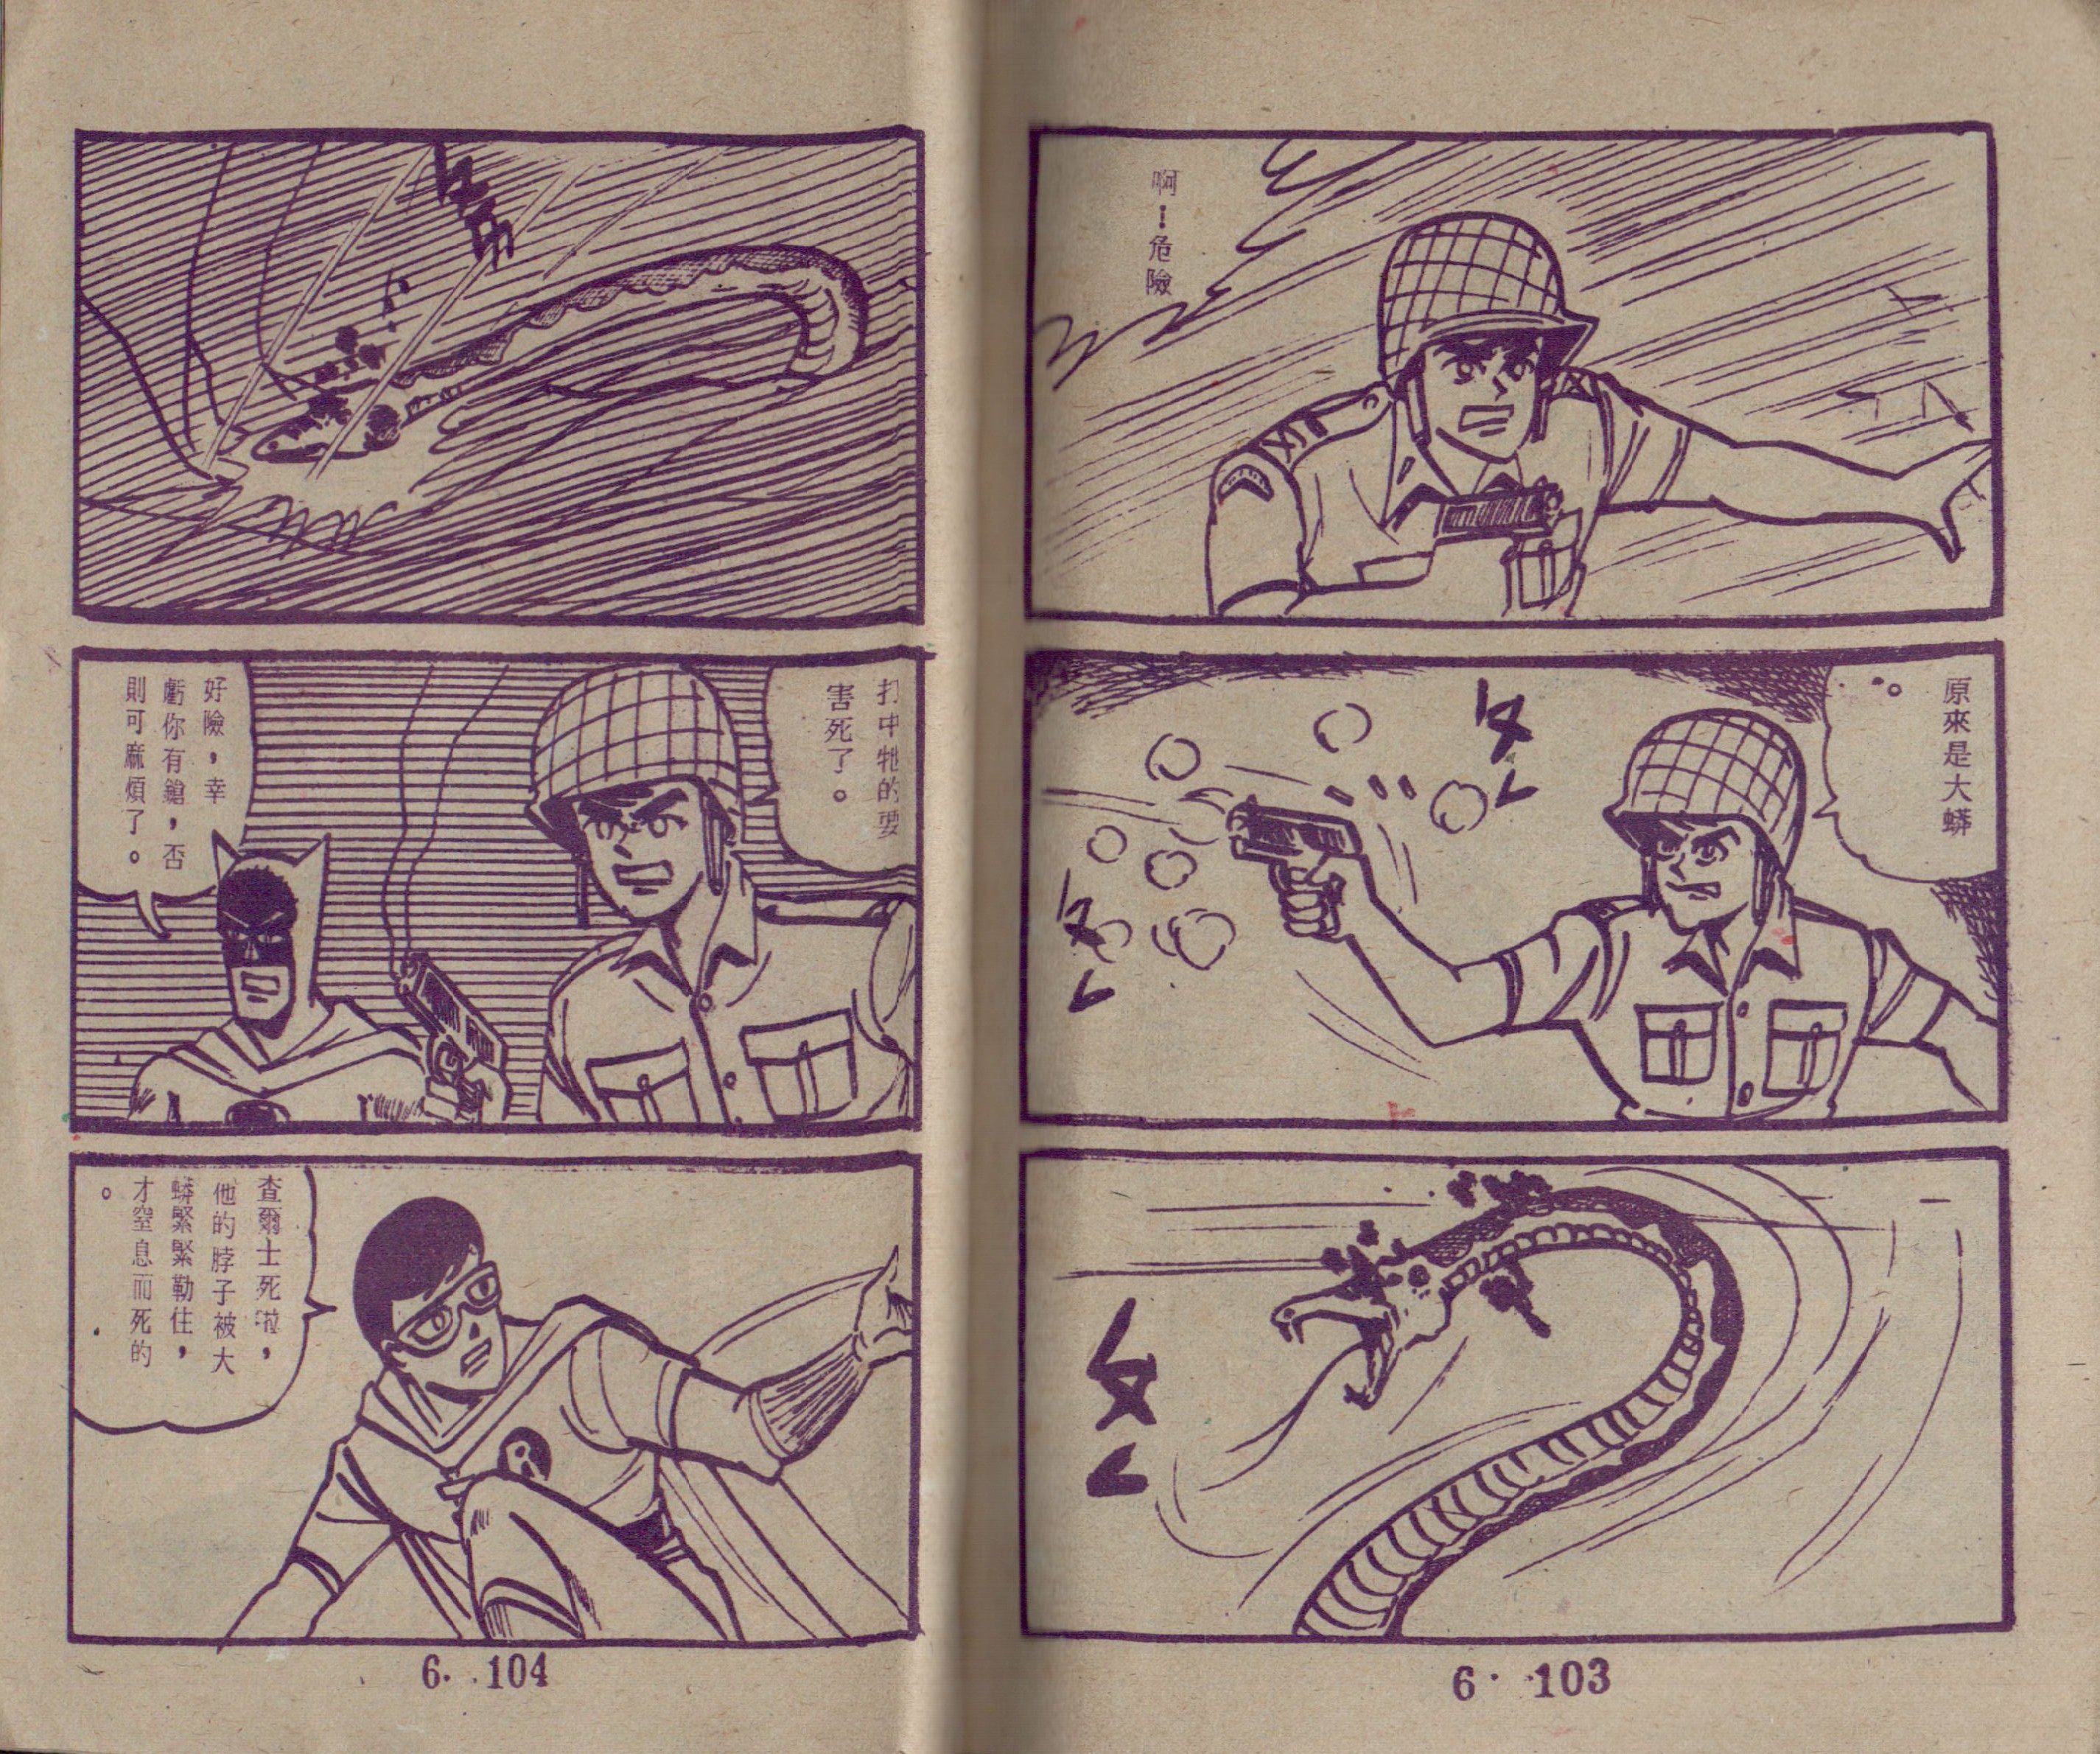 啊！危險
原來是大蟒
。
6・103
打中牠的要
害死了。
好險，幸
虧你有鎗，否
則可麻煩了。
查爾士死啦，
他的脖子被大
蟒緊緊勒住，
才窒息而死的
。
6・104